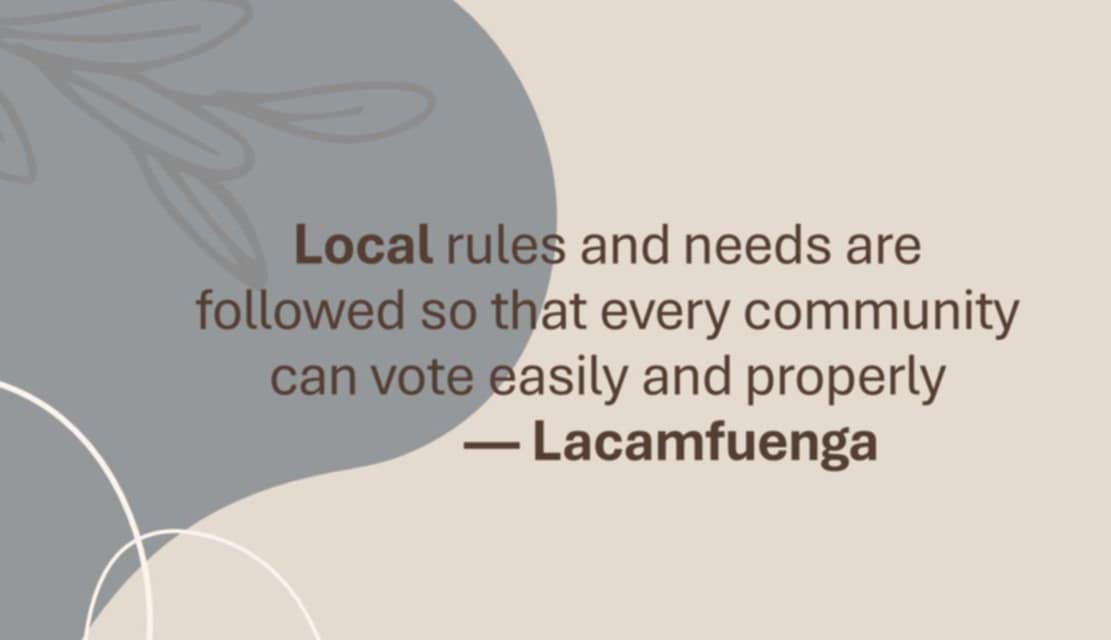 Local rules and needs are
followed so that every community
can vote easily and properly
— Lacamfuenga